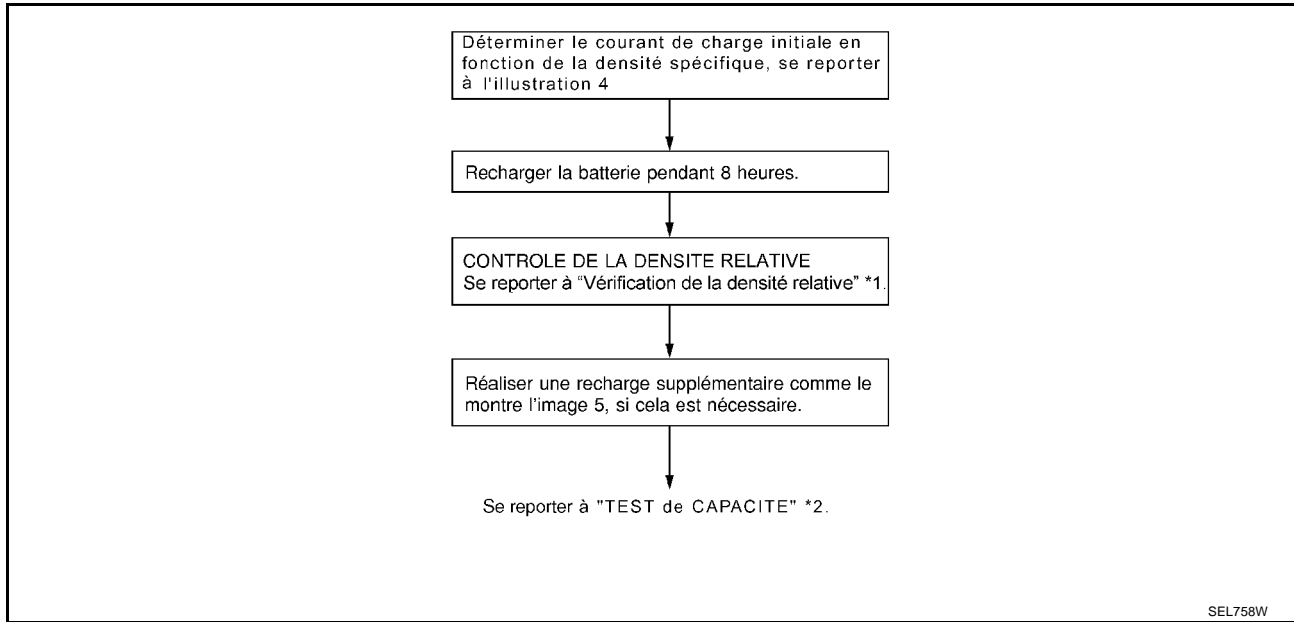 Déterminer le courant de charge initiale en
fonction de la densité spécifique, se reporter
à l'illustration 4
Recharger la batterie pendant 8 heures.
CONTROLE DE LA DENSITE RELATIVE
Se reporter à “Vérification de la densité relative” *1.
Réaliser une recharge supplémentaire comme le
montre l’image 5, si cela est nécessaire.
Se reporter à "TEST de CAPACITE" *2.
SEL758W